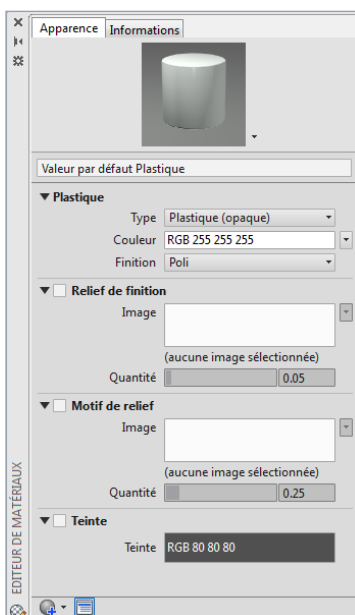 Apparence Informations
Valeur par défaut Plastique
Plastique
Type Plastique (opaque)
Couleur RGB 255 255 255
Finition Poli
Relief de finition
Image
(aucune image sélectionnée)
Quantité 0.05
Motif de relief
Image
(aucune image sélectionnée)
Quantité 0.25
Teinte
Teinte RGB 80 80 80
EDITEUR DE MATÉRIAUX